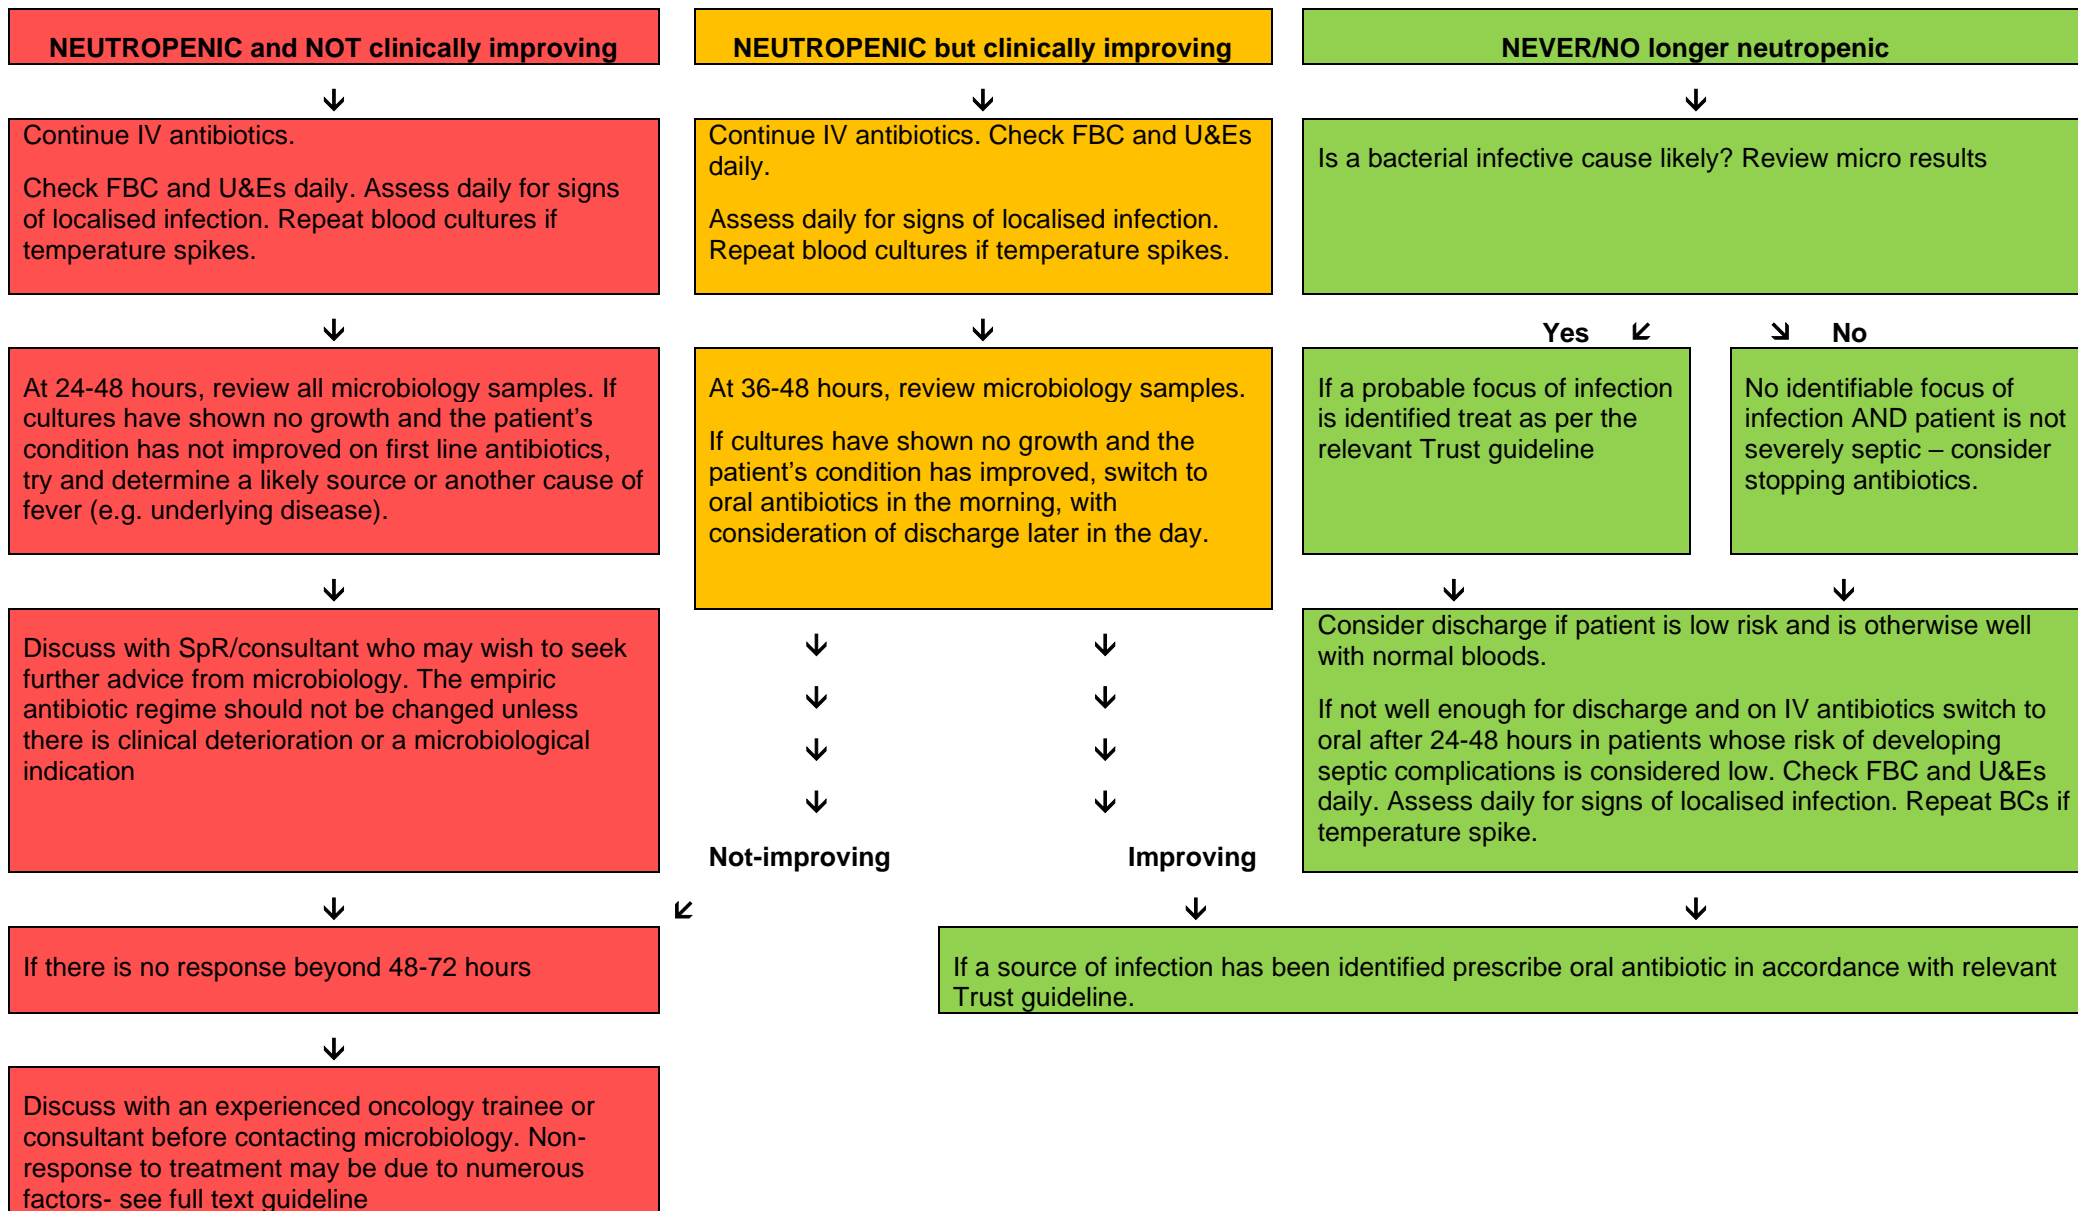 NEUTROPENIC and NOT clinically improving
NEUTROPENIC but clinically improving
NEVER/NO longer neutropenic
Continue IV antibiotics.
Check FBC and U&Es daily. Assess daily for signs
of localised infection. Repeat blood cultures if
temperature spikes.
Continue IV antibiotics. Check FBC and U&Es
daily.
Assess daily for signs of localised infection.
Repeat blood cultures if temperature spikes.
Is a bacterial infective cause likely? Review micro results
Yes
No
At 24-48 hours, review all microbiology samples. If
cultures have shown no growth and the patient’s
condition has not improved on first line antibiotics,
try and determine a likely source or another cause of
fever (e.g. underlying disease).
At 36-48 hours, review microbiology samples.
If cultures have shown no growth and the
patient’s condition has improved, switch to
oral antibiotics in the morning, with
consideration of discharge later in the day.
If a probable focus of infection
is identified treat as per the
relevant Trust guideline
No identifiable focus of
infection AND patient is not
severely septic – consider
stopping antibiotics.
Discuss with SpR/consultant who may wish to seek
further advice from microbiology. The empiric
antibiotic regime should not be changed unless
there is clinical deterioration or a microbiological
indication
Not-improving
Improving
Consider discharge if patient is low risk and is otherwise well
with normal bloods.
If not well enough for discharge and on IV antibiotics switch to
oral after 24-48 hours in patients whose risk of developing
septic complications is considered low. Check FBC and U&Es
daily. Assess daily for signs of localised infection. Repeat BCs if
temperature spike.
If there is no response beyond 48-72 hours
If a source of infection has been identified prescribe oral antibiotic in accordance with relevant
Trust guideline.
Discuss with an experienced oncology trainee or
consultant before contacting microbiology. Non-
response to treatment may be due to numerous
factors- see full text guideline